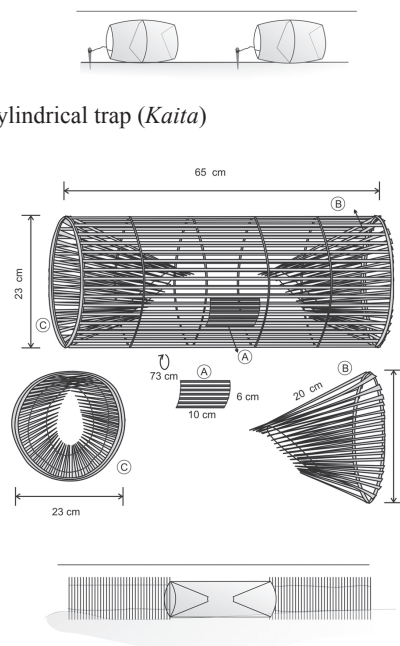 ylindrical trap (Kaita)
65 cm
B
23 cm
C
A
73 cm
A
6 cm
10 cm
B
20 cm
C
23 cm